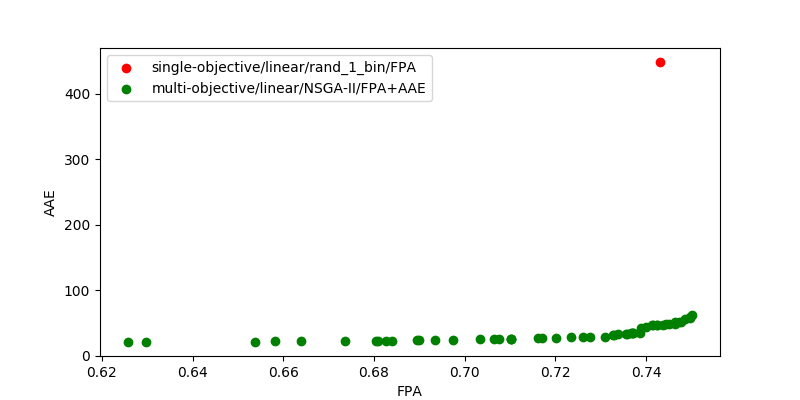 single-objective/linear/rand_1_bin/FPA
multi-objective/linear/NSGA-II/FPA+AAE
400
300
200
100
0
AAE
0.62 0.64 0.66 0.68 0.70 0.72 0.74
FPA